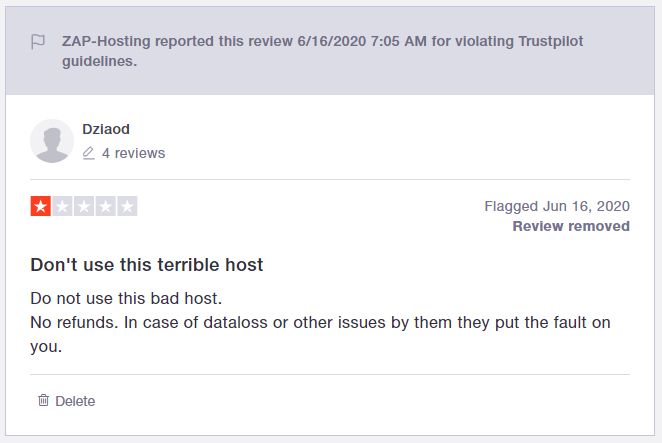 ZAP-Hosting reported this review 6/16/2020 7:05 AM for violating Trustpilot
guidelines.
Dziaod
4 reviews
Flagged Jun 16, 2020
Review removed
Don't use this terrible host
Do not use this bad host.
No refunds. In case of dataloss or other issues by them they put the fault on
you.
Delete